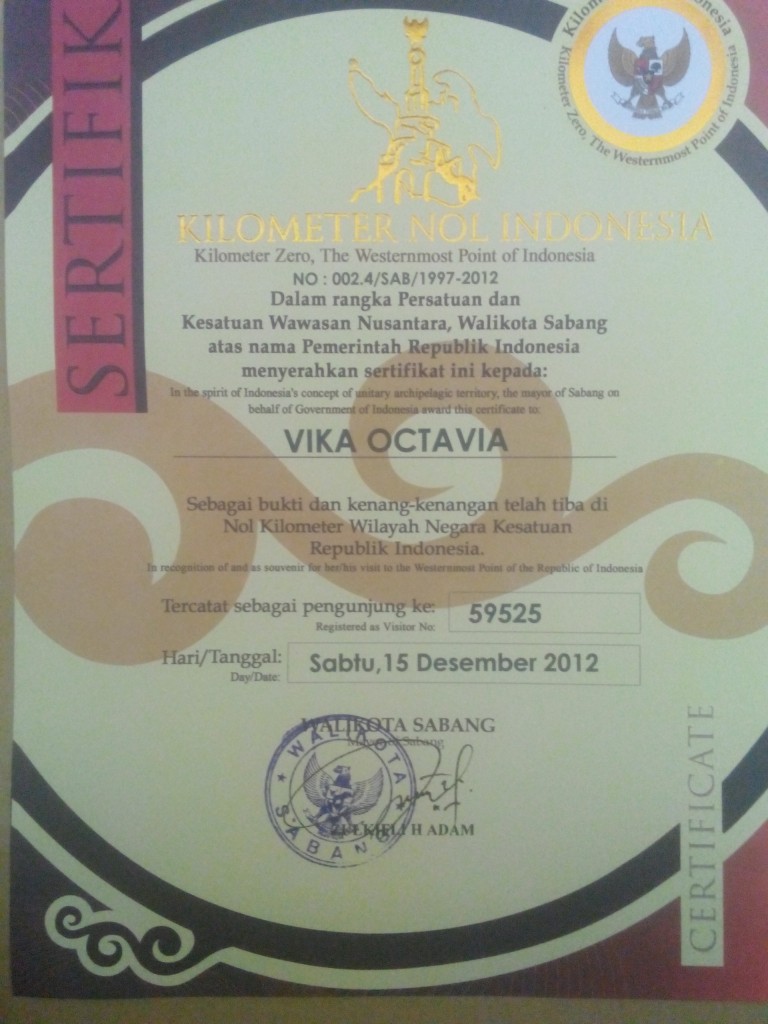 SERTIFIK
Kilometer Zero, The Westernmost Point of Indonesia
KILOMETER NOL INDONESIA
Kilometer Zero, The Westernmost Point of Indonesia
NO : 002.4/SAB/1997-2012
Dalam rangka Persatuan dan
Kesatuan Wawasan Nusantara, Walikota Sabang
atas nama Pemerintah Republik Indonesia
menyerahkan sertifikat ini kepada:
In the spirit of Indonesia's concept of unitary archipelagic territory, the mayor of Sabang on
behalf of Government of Indonesia award this certificate to:
VIKA OCTAVIA
Sebagai bukti dan kenang-kenangan telah tiba di
Nol Kilometer Wilayah Negara Kesatuan
Republik Indonesia.
In recognition of and as souvenir for her/his visit to the Westernmost Point of the Republic of Indonesia
Tercatat sebagai pengunjung ke: 59525
Registered as Visitor No:
Hari/Tanggal: Sabtu,15 Desember 2012
Day/Date:
WALIKOTA SABANG
Mayor of Sabang
WALIKOTA
SABANG
H ADAM
CERTIFICATE